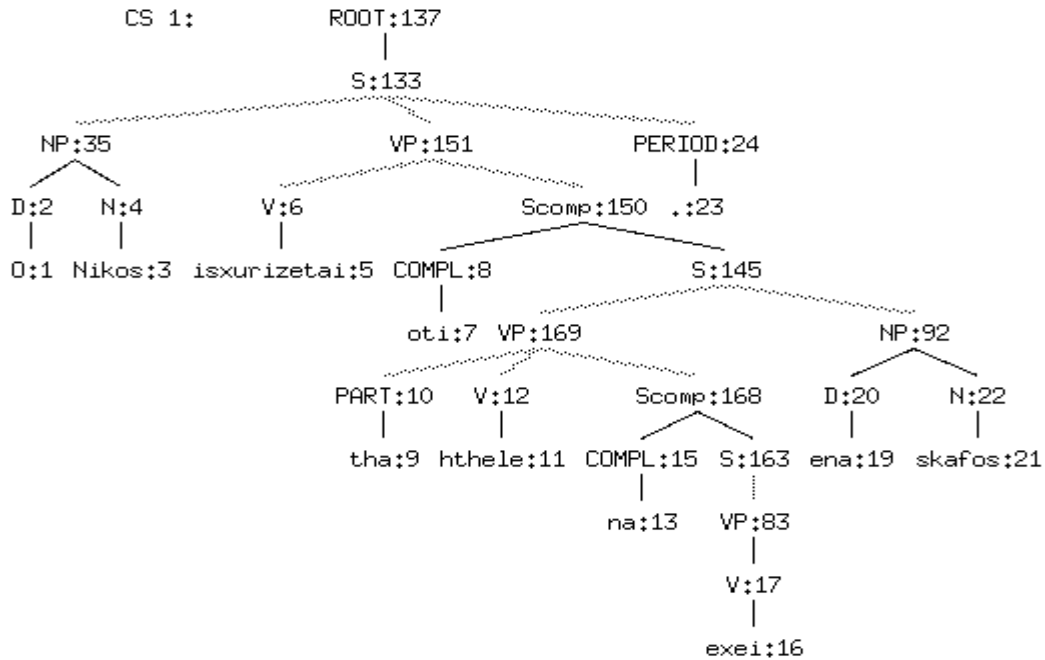 CS 1: ROOT:137
S:133
NP:35 VP:151 PERIOD:24
D:2 N:4 V:6 Scomp:150 .:23
O:1 Nikos:3 isxurizetai:5 COMPL:8 S:145
oti:7 VP:169 NP:92
PART:10 V:12 Scomp:168 D:20 N:22
tha:9 hthele:11 COMPL:15 S:163 ena:19 skafos:21
na:13 VP:83
V:17
exei:16